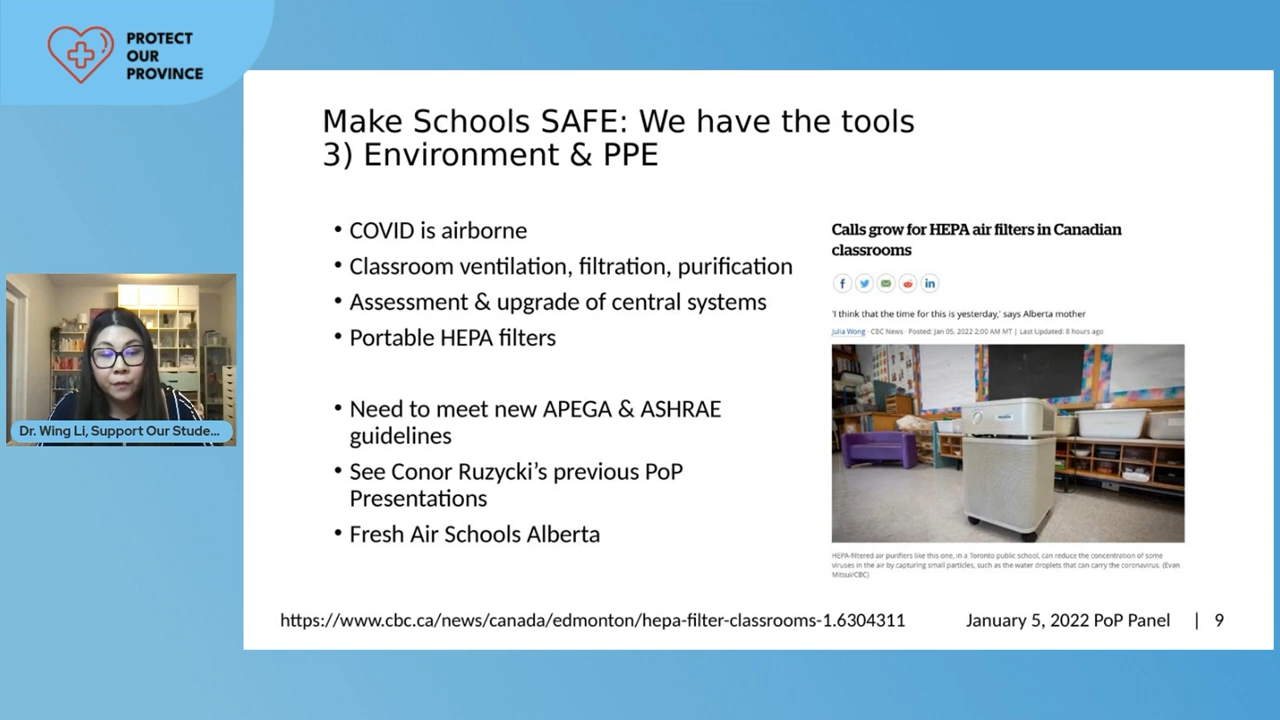 PROTECT
OUR
PROVINCE
Make Schools SAFE: We have the tools
3) Environment & PPE
• COVID is airborne
• Classroom ventilation, filtration, purification
• Assessment & upgrade of central systems
• Portable HEPA filters
• Need to meet new APEGA & ASHRAE
guidelines
• See Conor Ruzycki’s previous PoP
Presentations
• Fresh Air Schools Alberta
Calls grow for HEPA air filters in Canadian
classrooms
'I think that the time for this is yesterday,' says Alberta mother
Julia Wong · CBC News · Posted: Jan 05, 2022 2:00 AM MT | Last Updated: 8 hours ago
HEPA-filtered air purifiers like this one, in a Toronto public school, can reduce the concentration of some
viruses in the air by capturing small particles, such as the water droplets that can carry the coronavirus. (Evan
Mitsui/CBC)
Dr. Wing Li, Support Our Stude...
https://www.cbc.ca/news/canada/edmonton/hepa-filter-classrooms-1.6304311
January 5, 2022 PoP Panel | 9